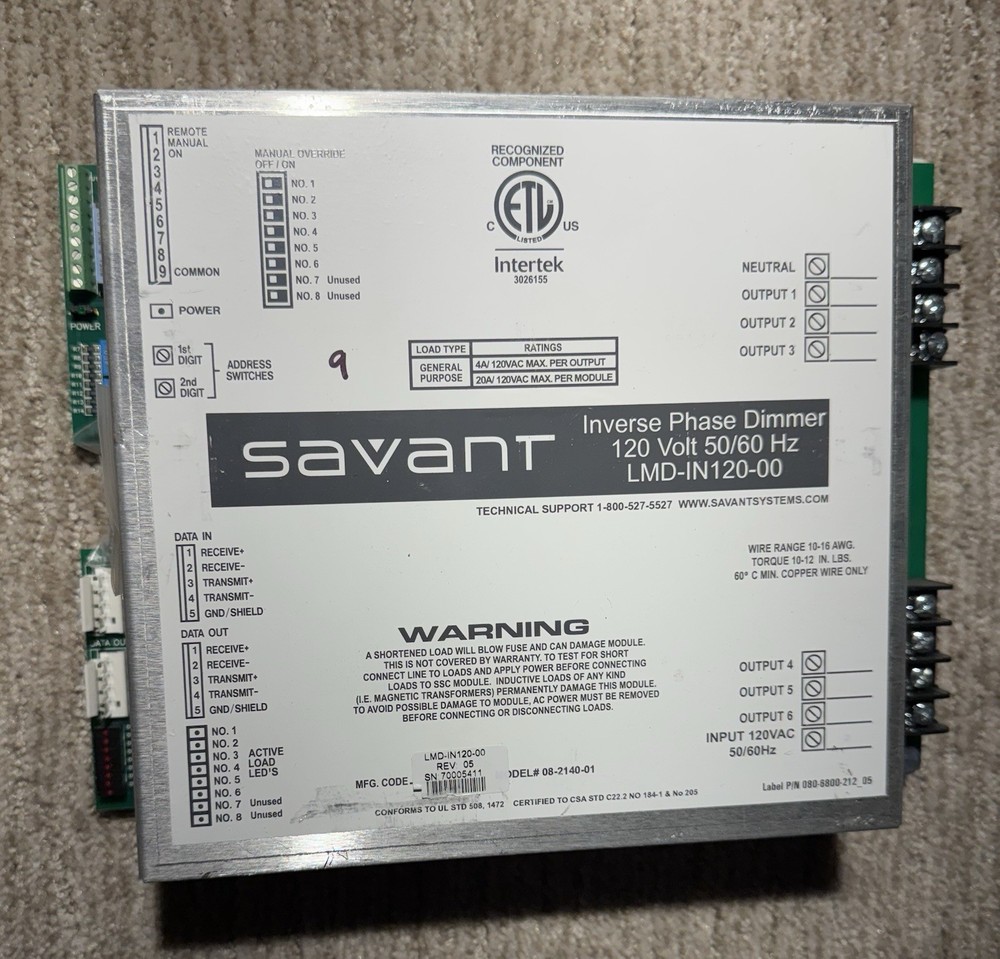 1 REMOTE
2 MANUAL
3 ON
4
5
6
7
8
9 COMMON
POWER
1st DIGIT
2nd DIGIT
ADDRESS
SWITCHES
MANUAL OVERRIDE
OFF / ON
NO. 1
NO. 2
NO. 3
NO. 4
NO. 5
NO. 6
NO. 7 Unused
NO. 8 Unused
9
RECOGNIZED
COMPONENT
C ETL US
LISTED
Intertek
3026155
NEUTRAL
OUTPUT 1
OUTPUT 2
OUTPUT 3
LOAD TYPE RATINGS
GENERAL PURPOSE 4A/ 120VAC MAX. PER OUTPUT
20A/ 120VAC MAX. PER MODULE
POWER
savant
Inverse Phase Dimmer
120 Volt 50/60 Hz
LMD-IN120-00
TECHNICAL SUPPORT 1-800-527-5527 WWW.SAVANTSYSTEMS.COM
DATA IN
1 RECEIVE+
2 RECEIVE-
3 TRANSMIT+
4 TRANSMIT-
5 GND/SHIELD
DATA OUT
1 RECEIVE+
2 RECEIVE-
3 TRANSMIT+
4 TRANSMIT-
5 GND/SHIELD
NO. 1
NO. 2
NO. 3
NO. 4
NO. 5
NO. 6
NO. 7 Unused
NO. 8 Unused
ACTIVE
LOAD
LED'S
WIRE RANGE 10-16 AWG.
TORQUE 10-12 IN. LBS.
60° C MIN. COPPER WIRE ONLY
WARNING
A SHORTENED LOAD WILL BLOW FUSE AND CAN DAMAGE MODULE.
THIS IS NOT COVERED BY WARRANTY. TO TEST FOR SHORT
CONNECT LINE TO LOADS AND APPLY POWER BEFORE CONNECTING
LOADS TO SSC MODULE. INDUCTIVE LOADS OF ANY KIND
(I.E. MAGNETIC TRANSFORMERS) PERMANENTLY DAMAGE THIS MODULE.
TO AVOID POSSIBLE DAMAGE TO MODULE, AC POWER MUST BE REMOVED
BEFORE CONNECTING OR DISCONNECTING LOADS.
OUTPUT 4
OUTPUT 5
OUTPUT 6
INPUT 120VAC
50/60Hz
LMD-IN120-00
REV 05
SN 70005411
MFG. CODE
ODEL# 08-2140-01
CONFORMS TO UL STD 508, 1472 CERTIFIED TO CSA STD C22.2 NO 184-1 & No 205
Label P/N 080-6800-212_05